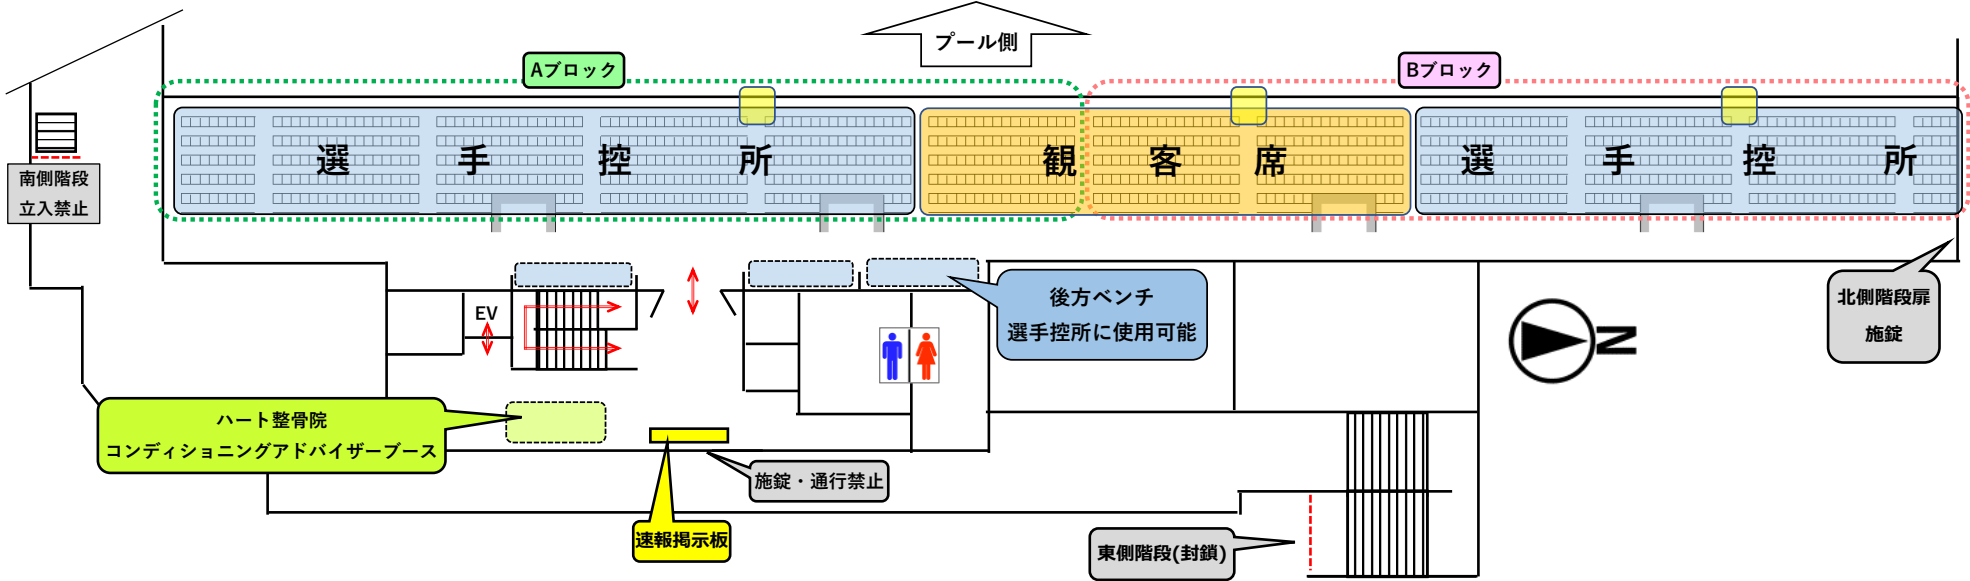 プール側
Aブロック
Bブロック
選手控所
観客席
選手控所
南側階段
立入禁止
EV
後方ベンチ
選手控所に使用可能
北側階段扉
施錠
N
ハート整骨院
コンディショニングアドバイザーブース
施錠・通行禁止
速報掲示板
東側階段(封鎖)